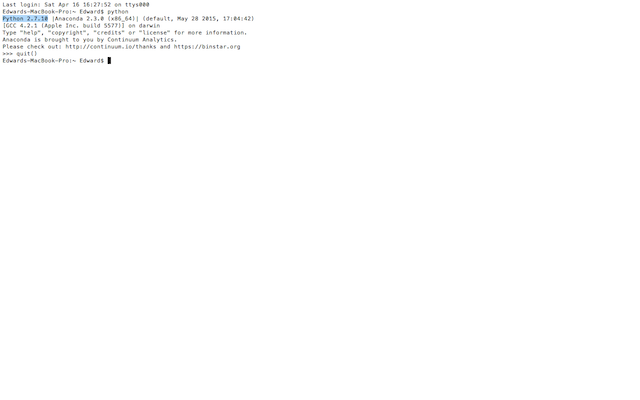 Last login: Sat Apr 16 16:27:52 on ttys000
Edwards-MacBook-Pro:~ Edward$ python
Python 2.7.10 |Anaconda 2.3.0 (x86_64)| (default, May 28 2015, 17:04:42)
[GCC 4.2.1 (Apple Inc. build 5577)] on darwin
Type "help", "copyright", "credits" or "license" for more information.
Anaconda is brought to you by Continuum Analytics.
Please check out: http://continuum.io/thanks and https://binstar.org
>>> quit()
Edwards-MacBook-Pro:~ Edward$